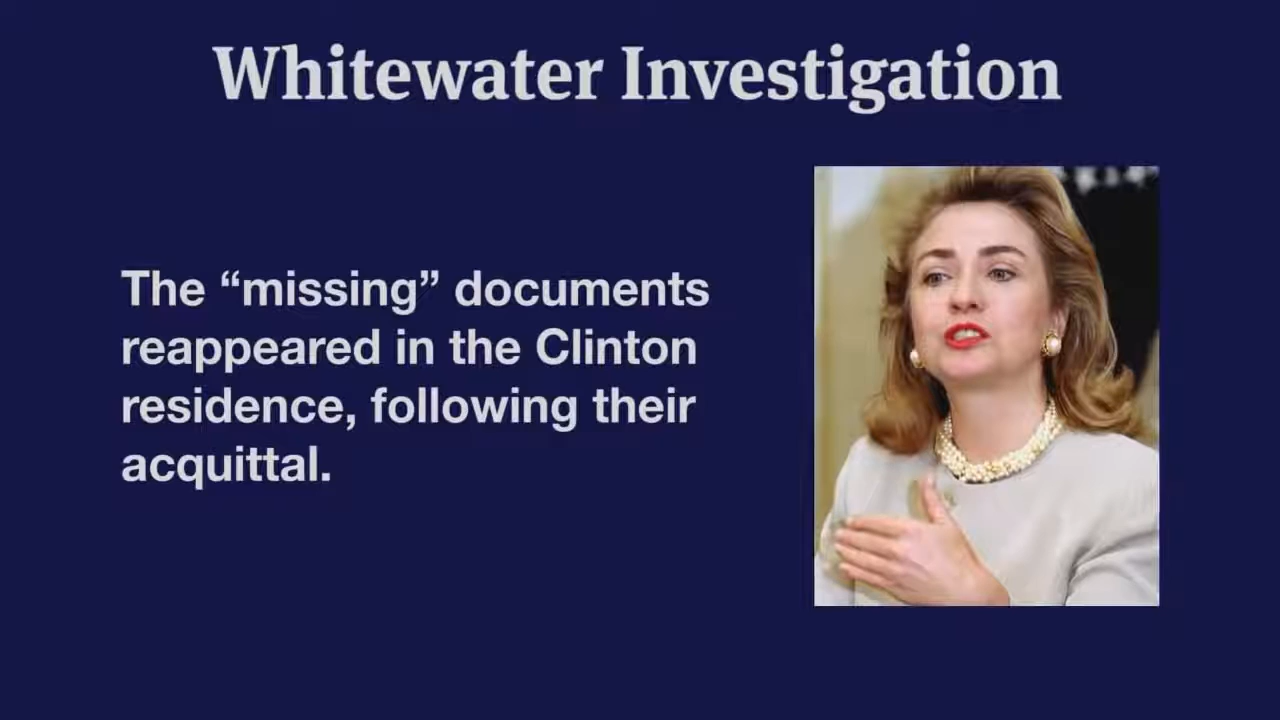 Whitewater Investigation
The “missing” documents
reappeared in the Clinton
residence, following their
acquittal.